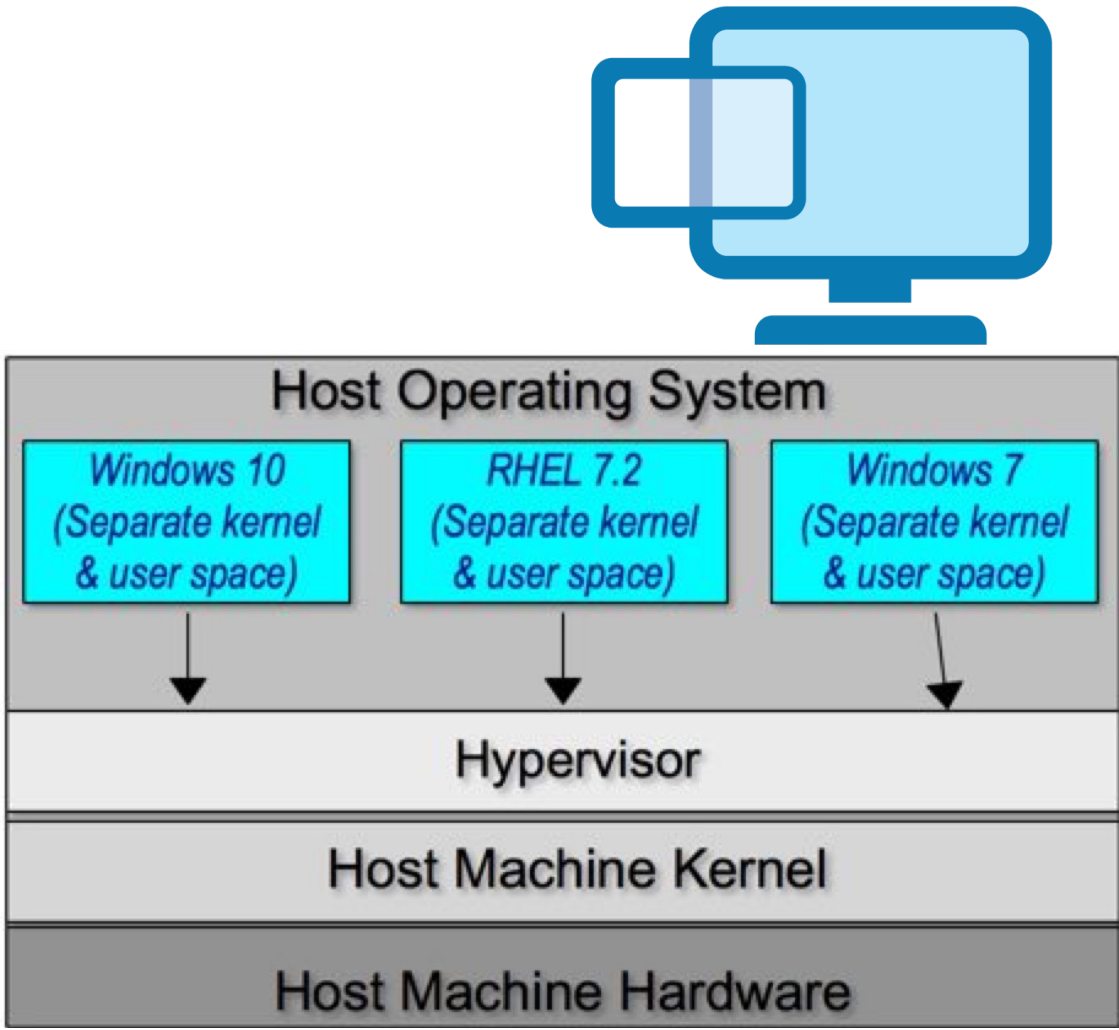 Host Operating System
Windows 10
(Separate kernel
& user space)
RHEL 7.2
(Separate kernel
& user space)
Windows 7
(Separate kernel
& user space)
Hypervisor
Host Machine Kernel
Host Machine Hardware